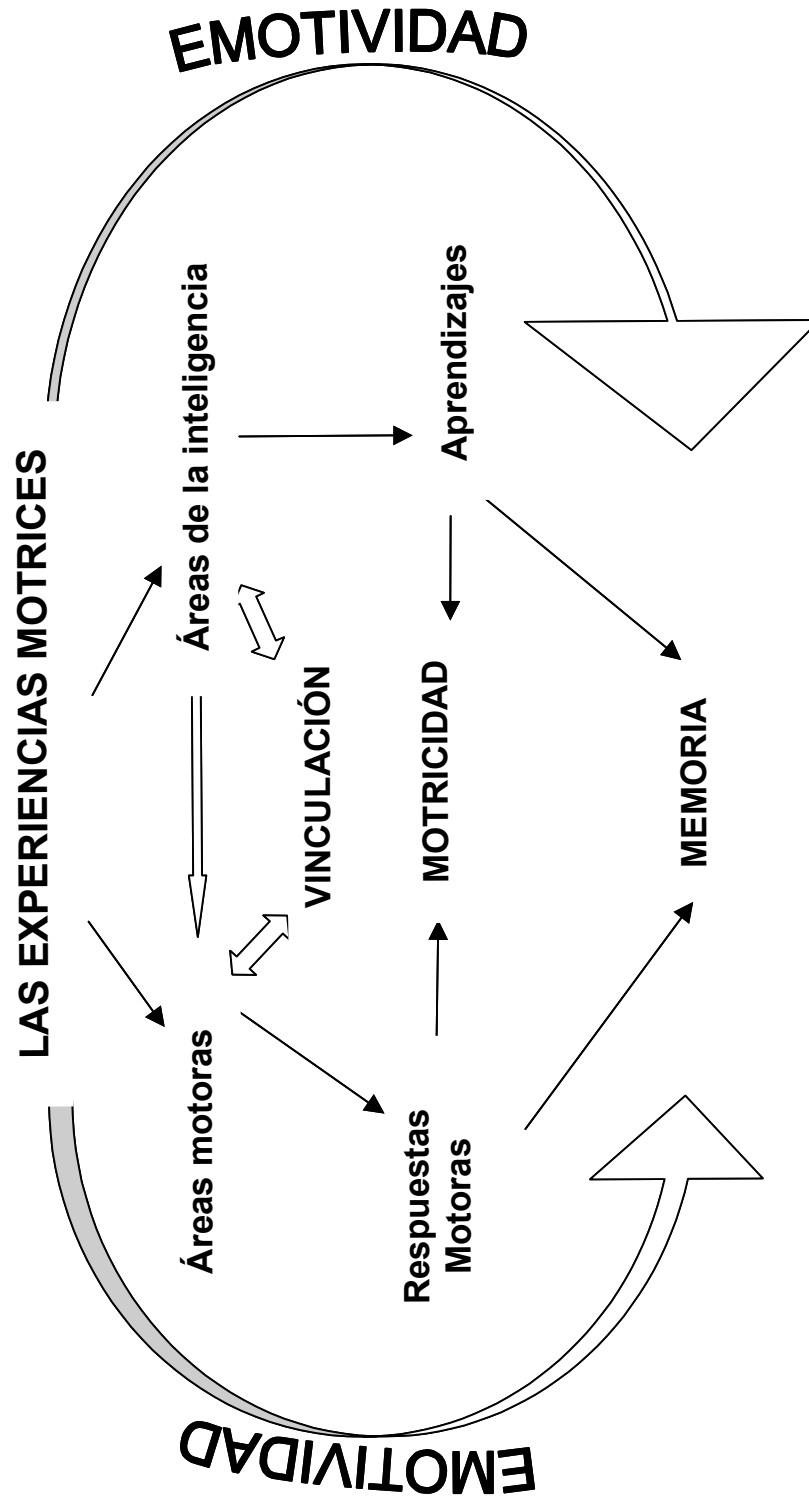 LAS EXPERIENCIAS MOTRICES
EMOTIVIDAD
EMOTIVIDAD
Áreas motoras
Áreas de la inteligencia
VINCULACIÓN
Respuestas
Motoras
MOTRICIDAD
Aprendizajes
MEMORIA